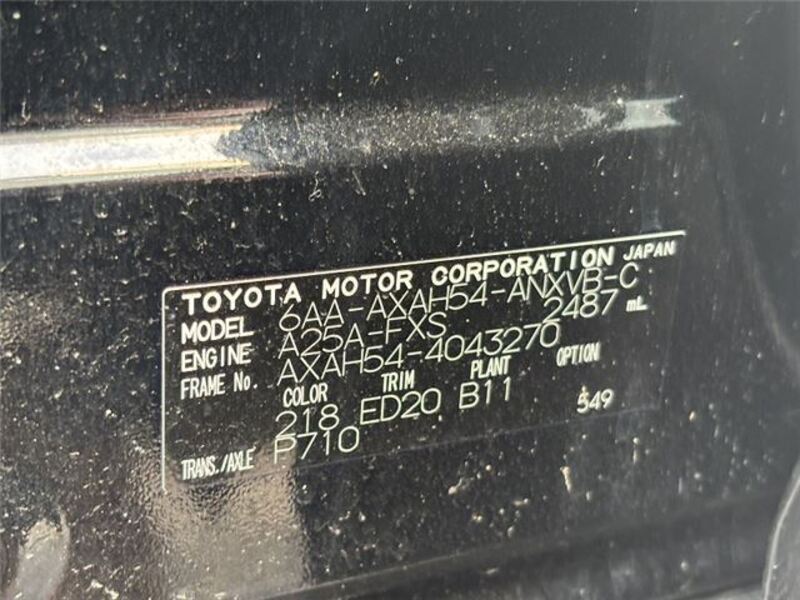 TOYOTA MOTOR CORPORATION JAPAN
MODEL 6AA-AXAH54-ANXVB-C
ENGINE A25A-FXS 2487 mL
FRAME No. AXAH54-4043270
COLOR TRIM PLANT OPTION
218 ED20 B11 549
TRANS./AXLE P710